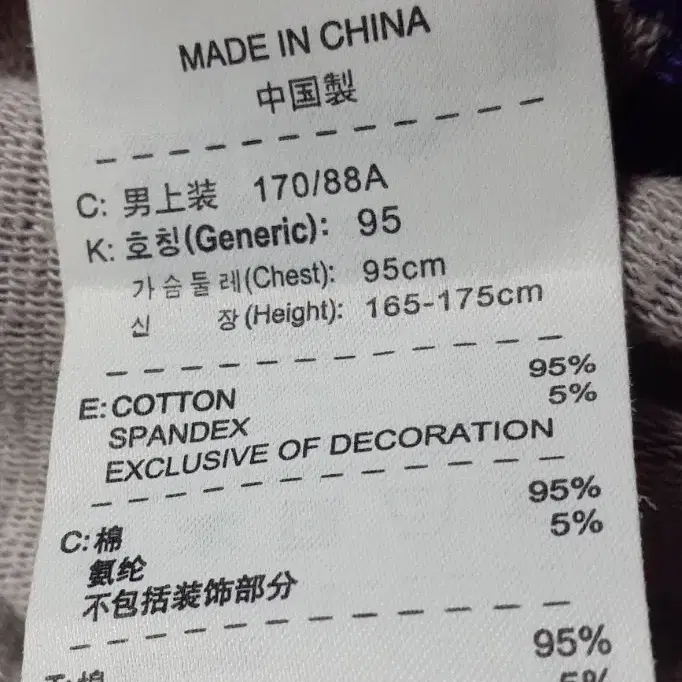 MADE IN CHINA
中国製
C: 男上装 170/88A
K: 호칭(Generic): 95
가슴둘레(Chest): 95cm
신 장(Height): 165-175cm
E: COTTON 95%
SPANDEX 5%
EXCLUSIVE OF DECORATION
C: 棉 95%
氨纶 5%
不包括装饰部分
95%
5%